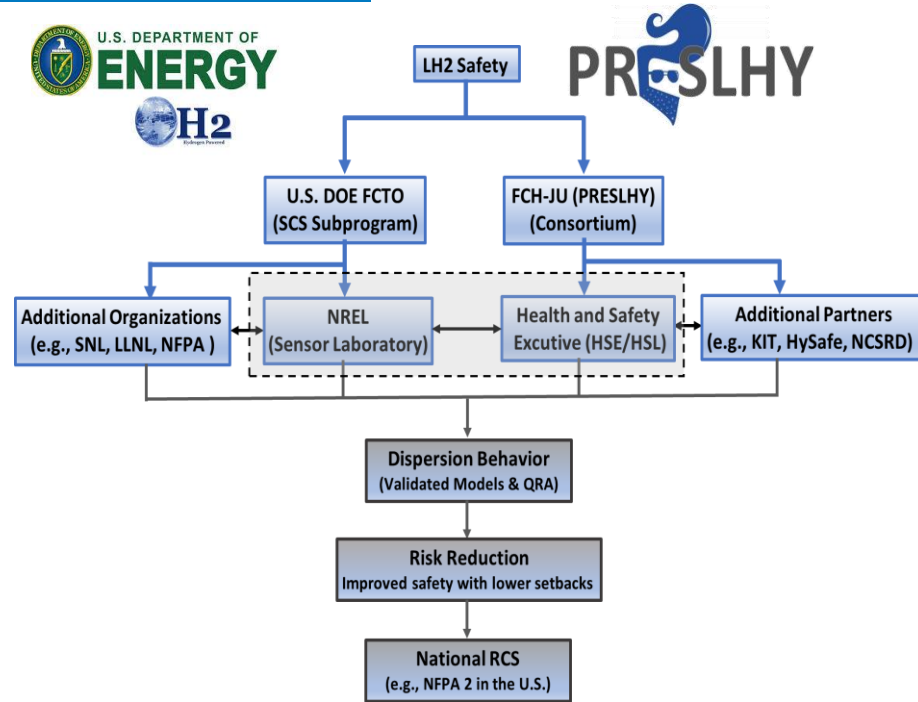 U.S. DEPARTMENT OF
ENERGY
H2
Hydrogen Powered
PRESLHY
LH2 Safety
U.S. DOE FCTO
(SCS Subprogram)
FCH-JU (PRESLHY)
(Consortium)
Additional Organizations
(e.g., SNL, LLNL, NFPA )
NREL
(Sensor Laboratory)
Health and Safety
Excutive (HSE/HSL)
Additional Partners
(e.g., KIT, HySafe, NCSRD)
Dispersion Behavior
(Validated Models & QRA)
Risk Reduction
Improved safety with lower setbacks
National RCS
(e.g., NFPA 2 in the U.S.)